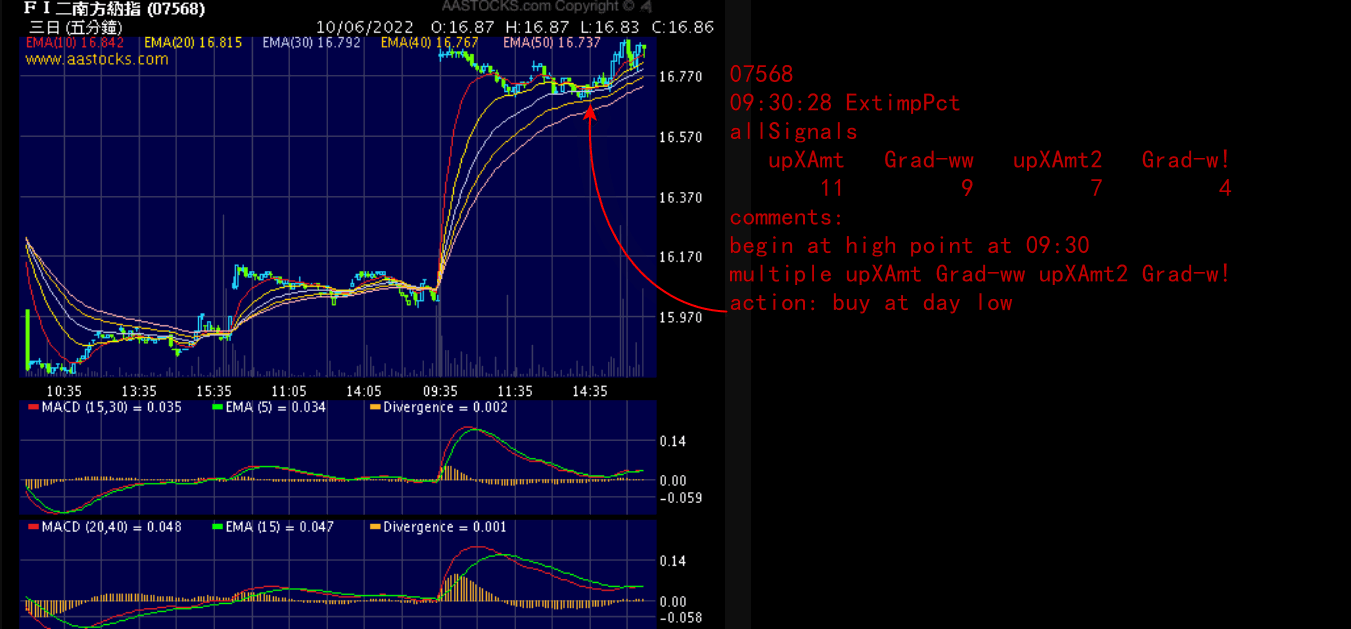 ＦＩ二南方納指 (07568)
AASTOCKS.com Copyright ©
三日 (五分鐘)
10/06/2022 O:16.87 H:16.87 L:16.83 C:16.86
EMA(10) 16.842 EMA(20) 16.815 EMA(30) 16.792 EMA(40) 16.767 EMA(50) 16.737
www.aastocks.com
16.770
16.570
16.370
16.170
15.970
10:35 13:35 15:35 11:05 14:05 09:35 11:35 14:35
MACD (15,30) = 0.035 EMA (5) = 0.034 Divergence = 0.002
0.14
0.00
-0.059
MACD (20,40) = 0.048 EMA (15) = 0.047 Divergence = 0.001
0.14
0.00
-0.058
07568
09:30:28 ExtimpPct
allSignals
upXAmt Grad-ww upXAmt2 Grad-w!
11 9 7 4
comments:
begin at high point at 09:30
multiple upXAmt Grad-ww upXAmt2 Grad-w!
action: buy at day low